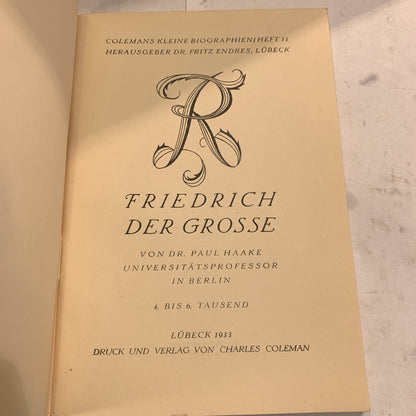 COLEMANS KLEINE BIOGRAPHIEN/HEFT 14
HERAUSGEBER DR. FRITZ ENDRES, LÜBECK
R
FRIEDRICH
DER GROSSE
VON DR. PAUL HAAKE
UNIVERSITÄTSPROFESSOR
IN BERLIN
4. BIS 6. TAUSEND
LÜBECK 1933
DRUCK UND VERLAG VON CHARLES COLEMAN